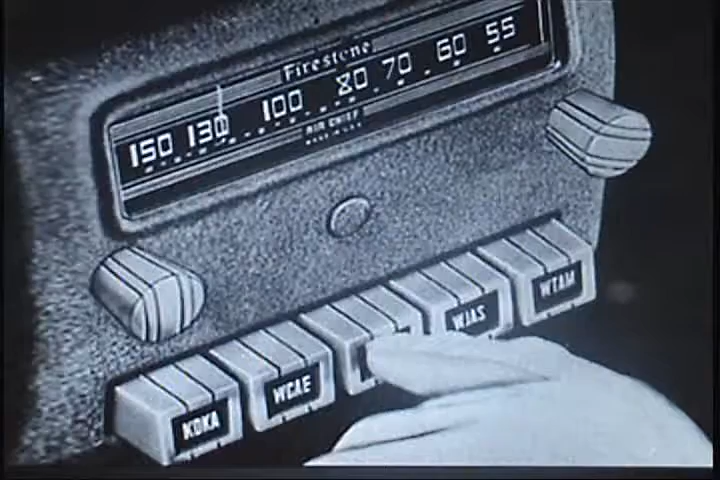 Firestone
150 130 100 80 70 60 55
AIR CHIEF
KDKA WCAE WJAS WTAM